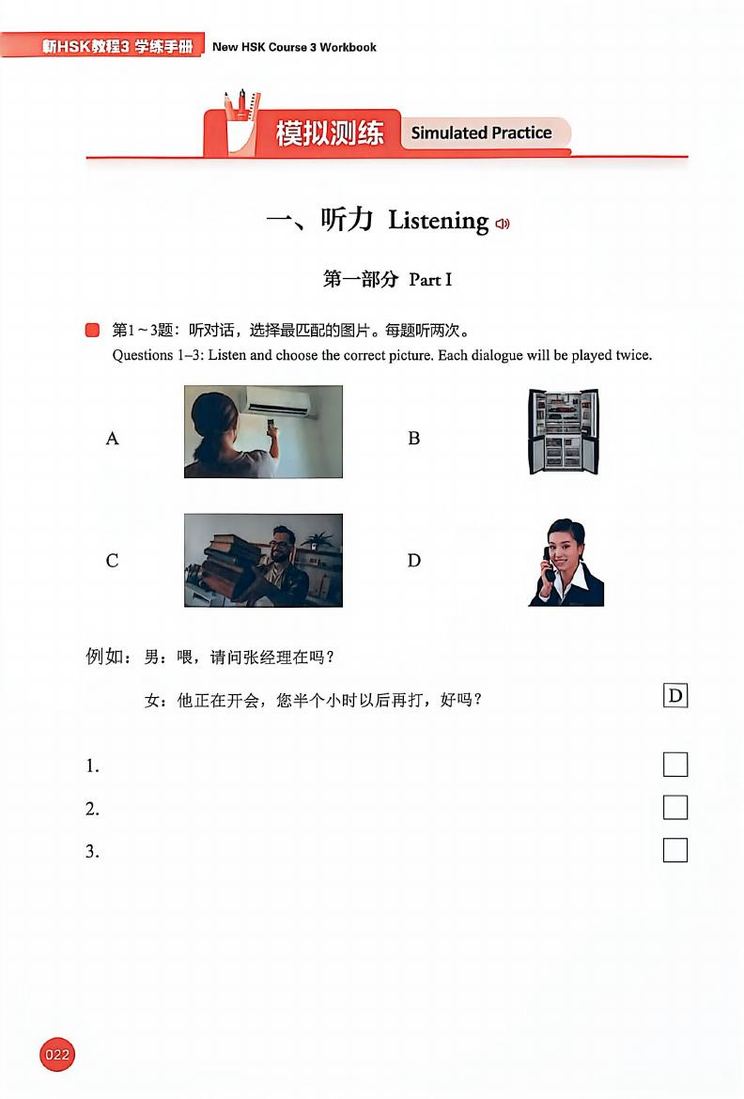 新HSK教程3 学练手册 New HSK Course 3 Workbook
模拟测练 Simulated Practice
一、听力 Listening
第一部分 Part I
第1～3题：听对话，选择最匹配的图片。每题听两次。
Questions 1–3: Listen and choose the correct picture. Each dialogue will be played twice.
A
B
C
D
例如：男：喂，请问张经理在吗？
女：他正在开会，您半个小时以后再打，好吗？ D
1.
2.
3.
022